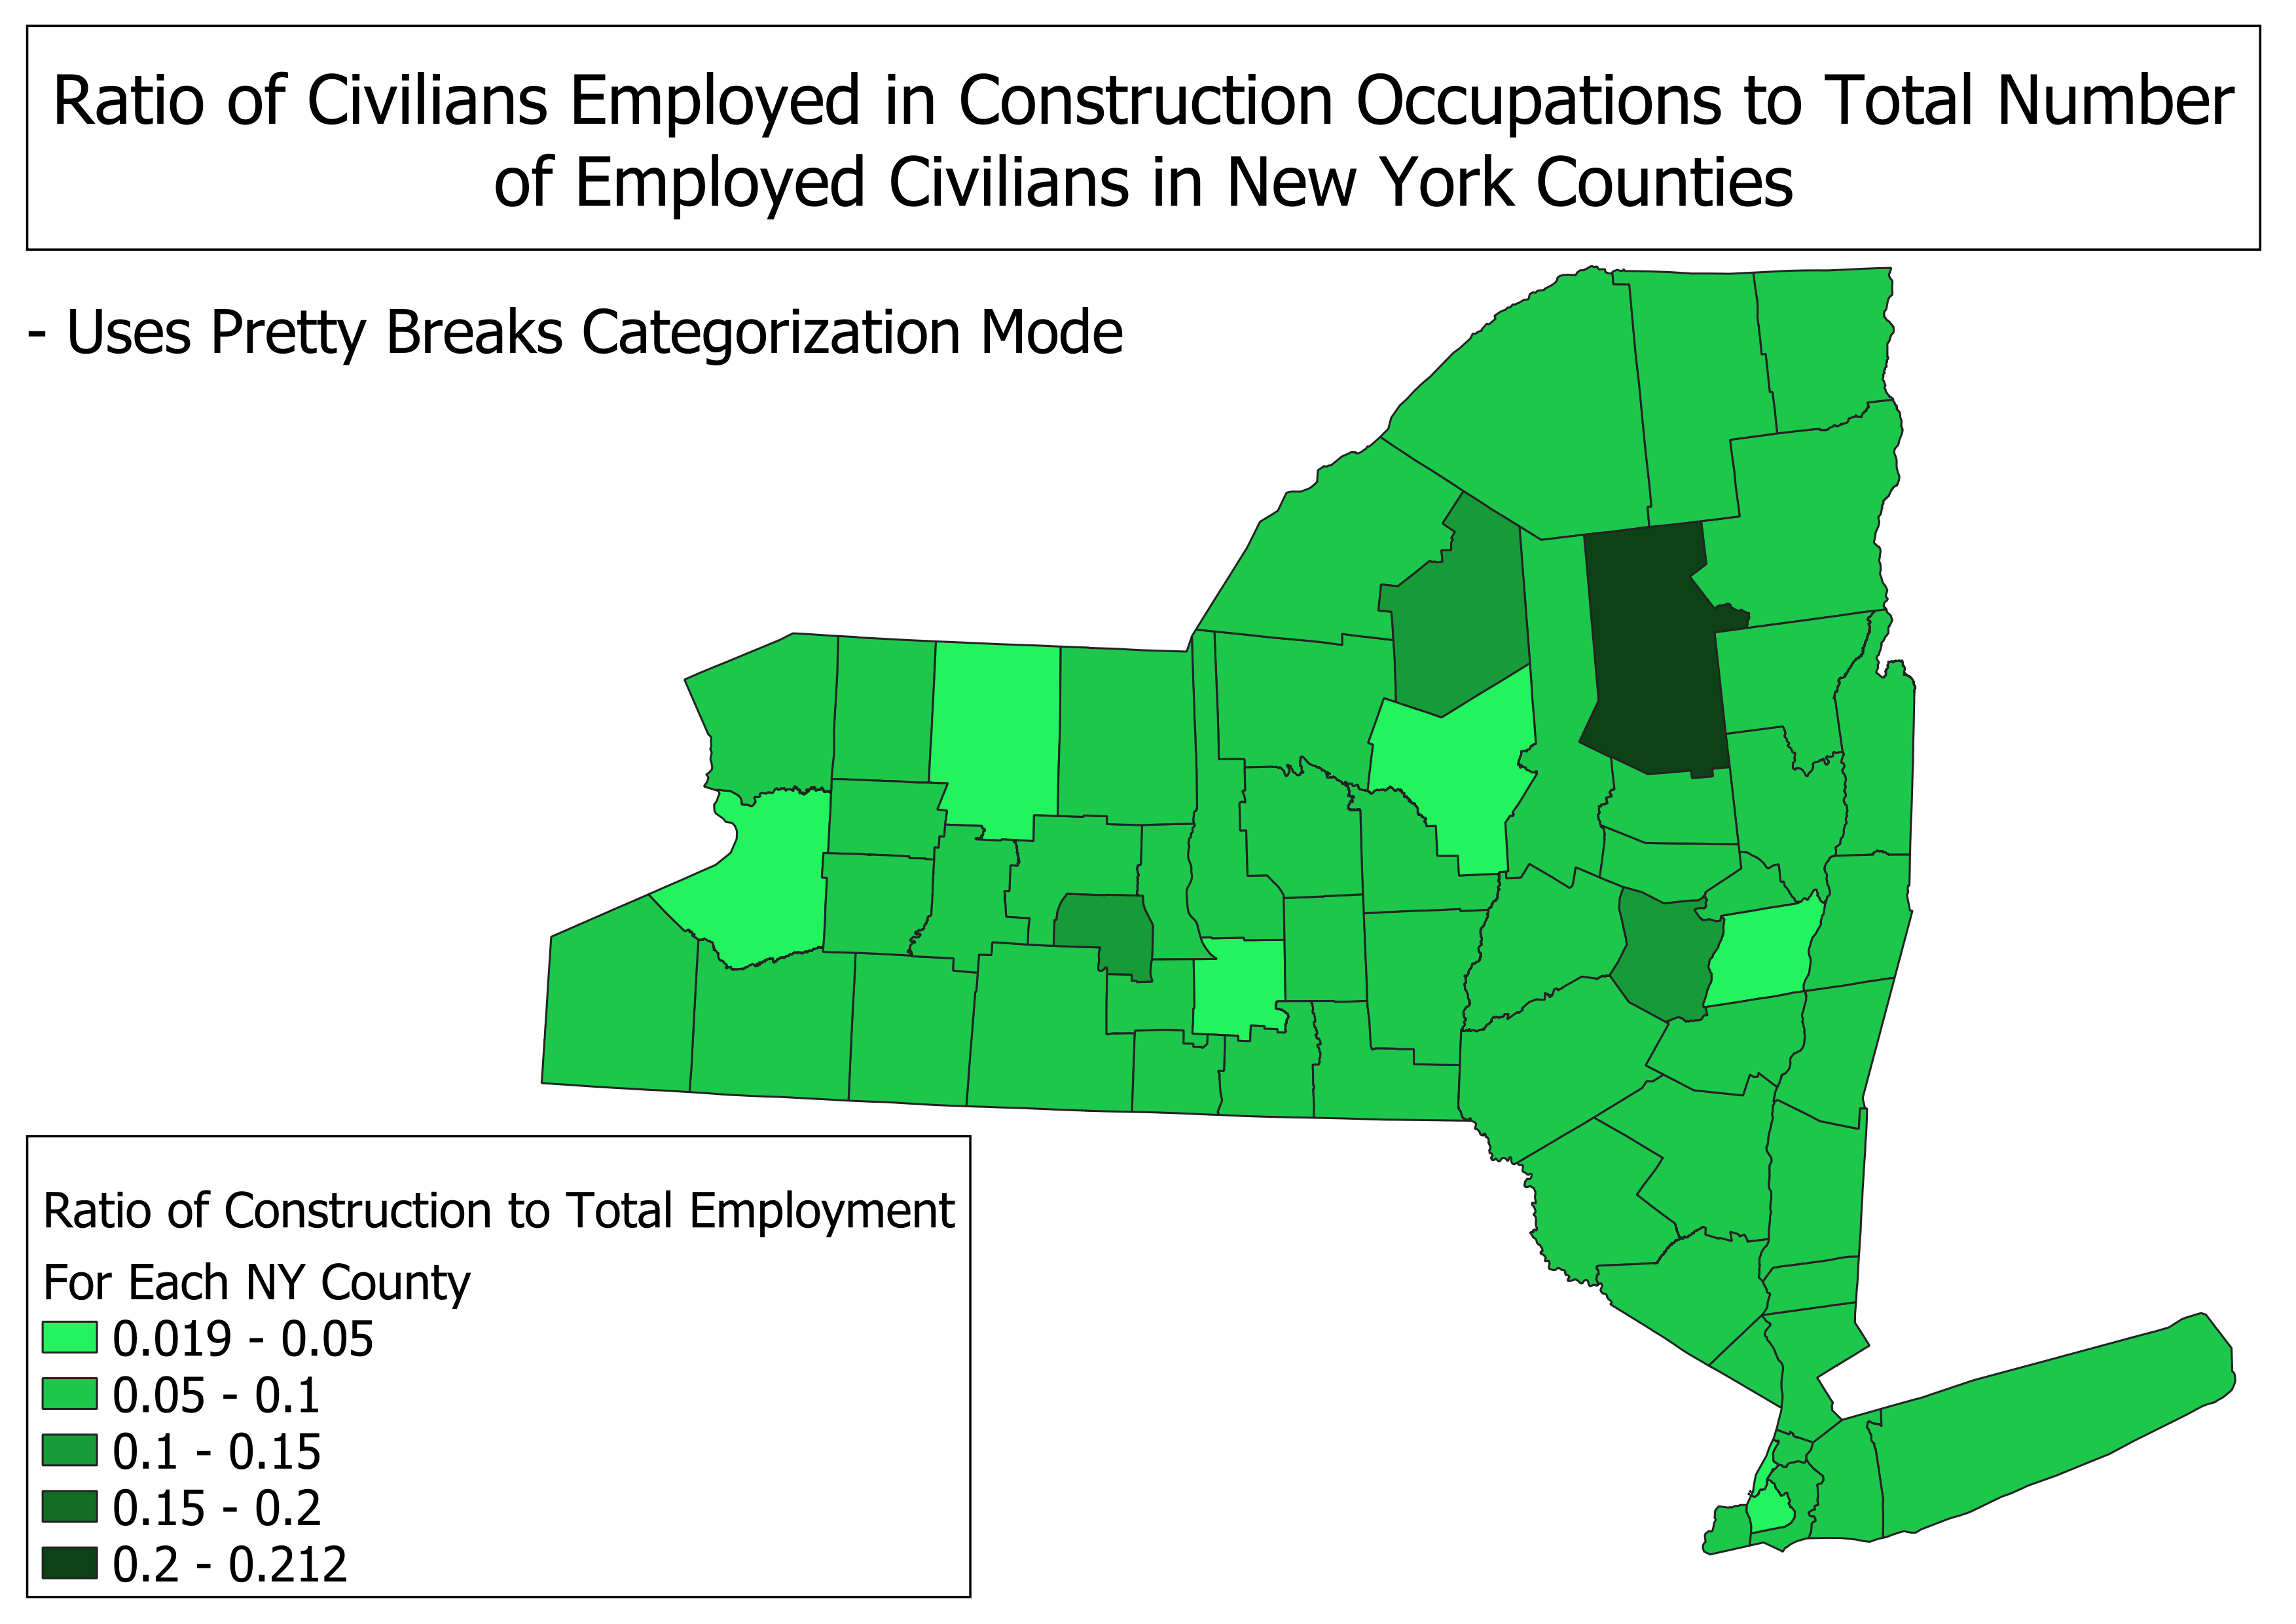 Ratio of Civilians Employed in Construction Occupations to Total Number
of Employed Civilians in New York Counties
- Uses Pretty Breaks Categorization Mode
Ratio of Construction to Total Employment
For Each NY County
0.019 - 0.05
0.05 - 0.1
0.1 - 0.15
0.15 - 0.2
0.2 - 0.212